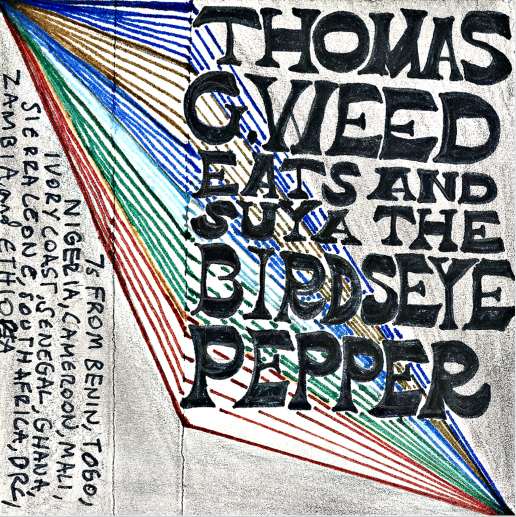 THOMAS
G. WEED
EATS AND
SUYA THE
BIRDSEYE
PEPPER
7s FROM BENIN, TOGO,
NIGERIA, CAMEROON, MALI,
IVORY COAST, SENEGAL, GHANA,
SIERRA LEONE, SOUTH AFRICA, DRC,
ZAMBIA AND ETHIOPIA